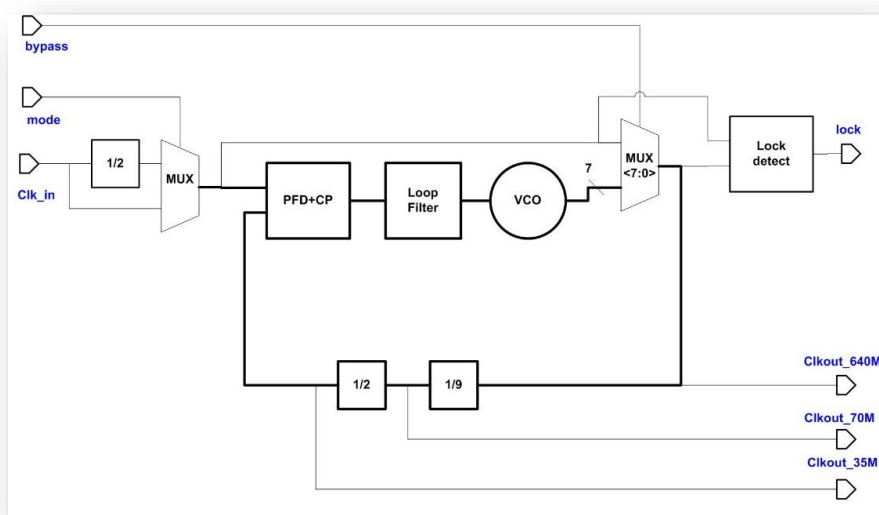 bypass
mode
Clk_in
1/2
MUX
PFD+CP
Loop
Filter
VCO
7
MUX
<7:0>
Lock
detect
lock
1/2
1/9
Clkout_640M
Clkout_70M
Clkout_35M